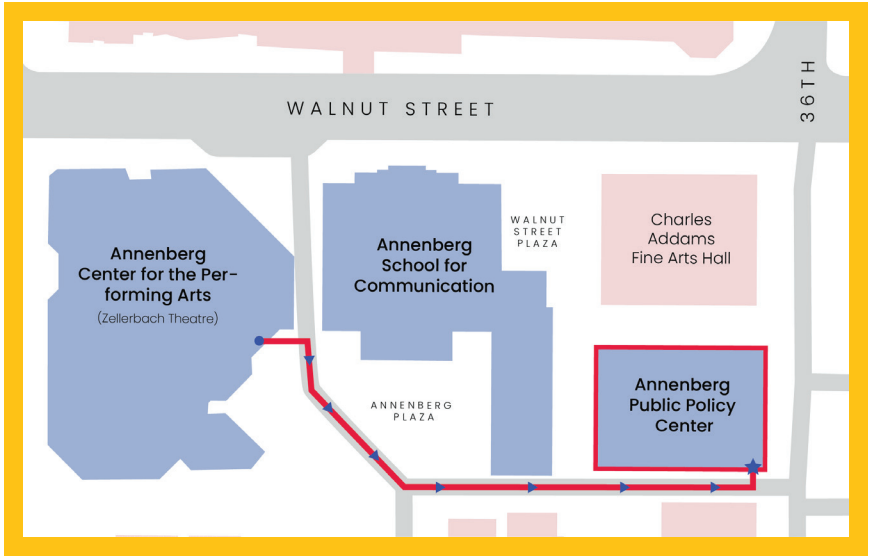 WALNUT STREET
36TH
Annenberg
Center for the Per-
forming Arts
(Zellerbach Theatre)
Annenberg
School for
Communication
WALNUT
STREET
PLAZA
Charles
Addams
Fine Arts Hall
ANNENBERG
PLAZA
Annenberg
Public Policy
Center